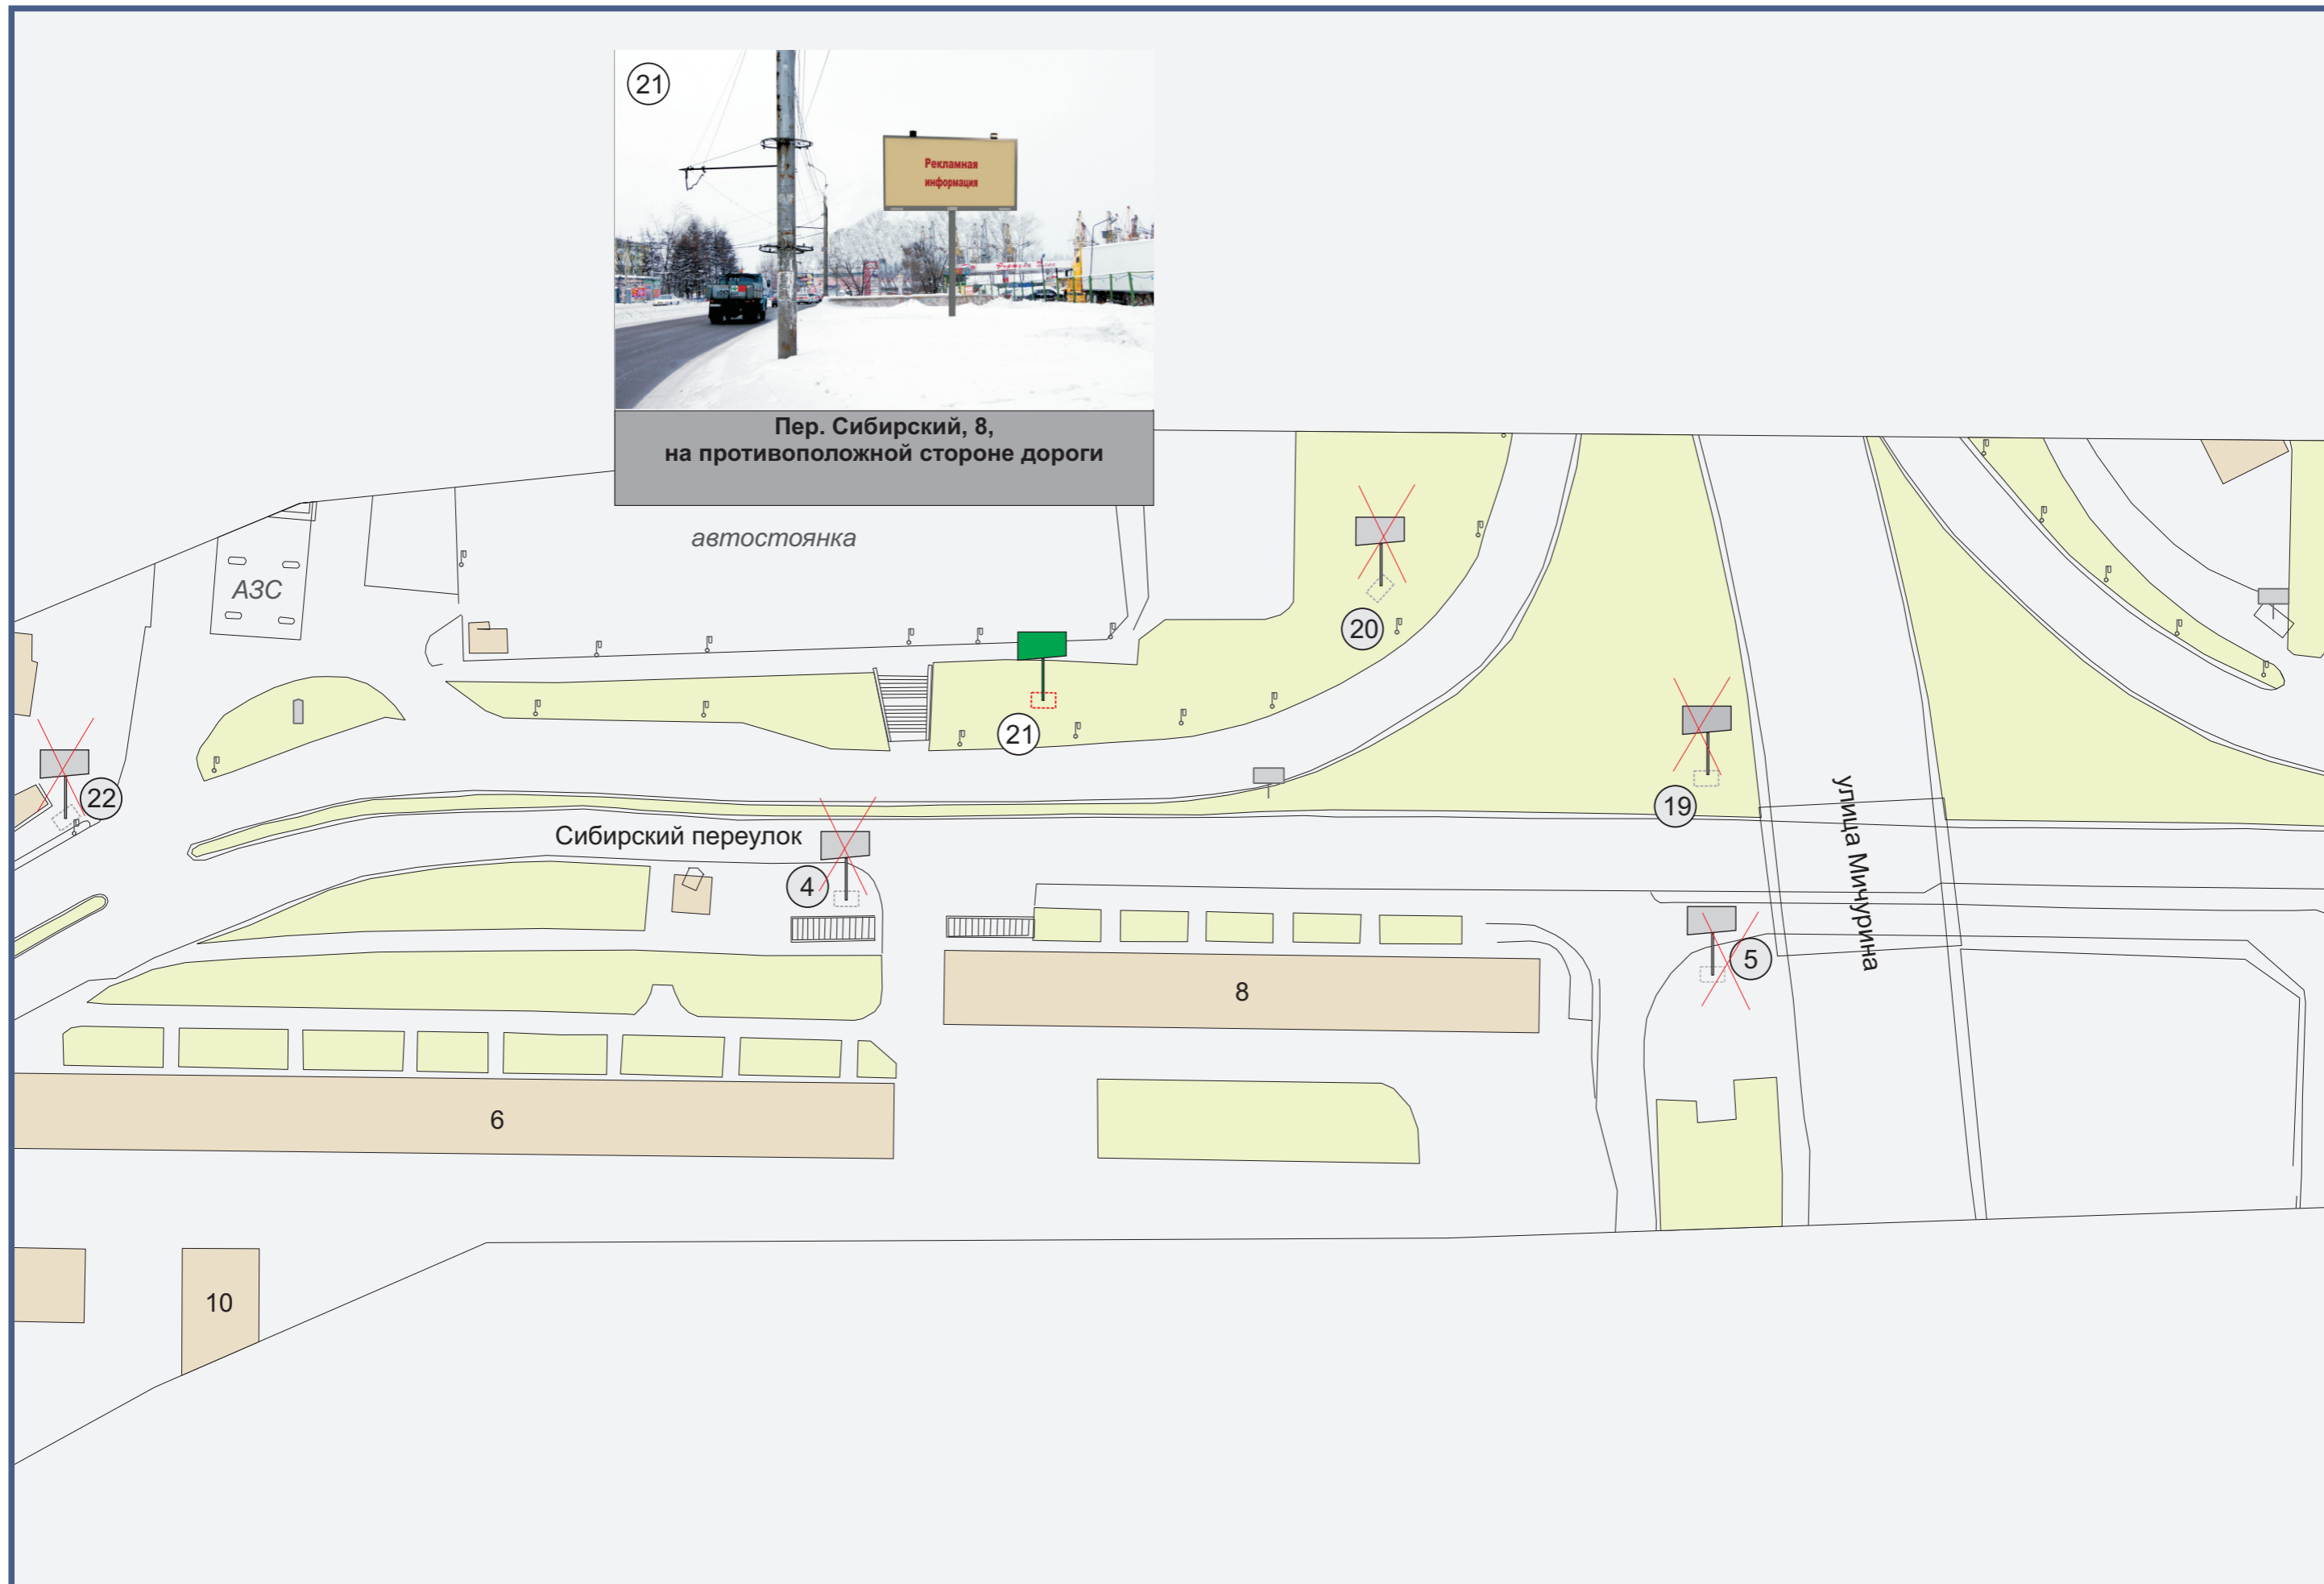 21
Рекламная
информация
Пер. Сибирский, 8,
на противоположной стороне дороги
автостоянка
АЗС
20
21
22
19
Сибирский переулок
улица Мичурина
4
5
8
6
10